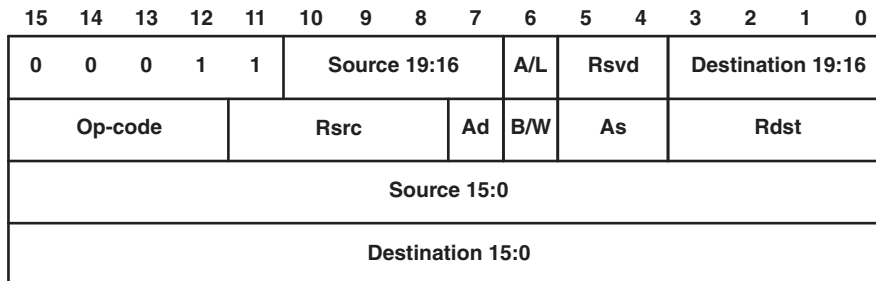 15 14 13 12 11 10 9 8 7 6 5 4 3 2 1 0
0 0 0 1 1 Source 19:16 A/L Rsvd Destination 19:16
Op-code Rsrc Ad B/W As Rdst
Source 15:0
Destination 15:0